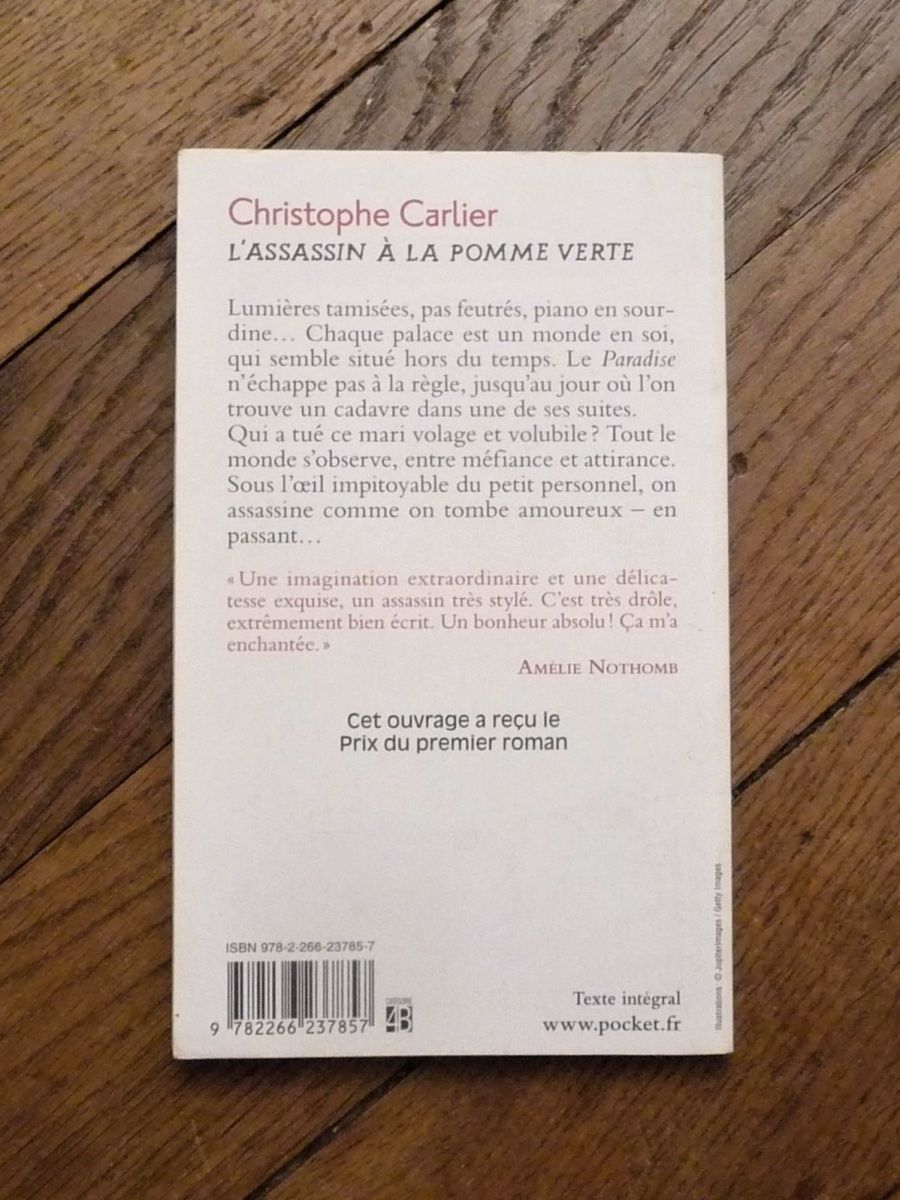 Christophe Carlier
L'ASSASSIN À LA POMME VERTE
Lumières tamisées, pas feutrés, piano en sour-
dine… Chaque palace est un monde en soi,
qui semble situé hors du temps. Le Paradise
n'échappe pas à la règle, jusqu'au jour où l'on
trouve un cadavre dans une de ses suites.
Qui a tué ce mari volage et volubile ? Tout le
monde s'observe, entre méfiance et attirance.
Sous l'œil impitoyable du petit personnel, on
assassine comme on tombe amoureux – en
passant…
« Une imagination extraordinaire et une délica-
tesse exquise, un assassin très stylé. C'est très drôle,
extrêmement bien écrit. Un bonheur absolu ! Ça m'a
enchantée. »
AMÉLIE NOTHOMB
Cet ouvrage a reçu le
Prix du premier roman
ISBN 978-2-266-23785-7
9 782266 237857
CATÉGORIE
4B
Texte intégral
www.pocket.fr
Illustrations © JupiterImages / Getty Images